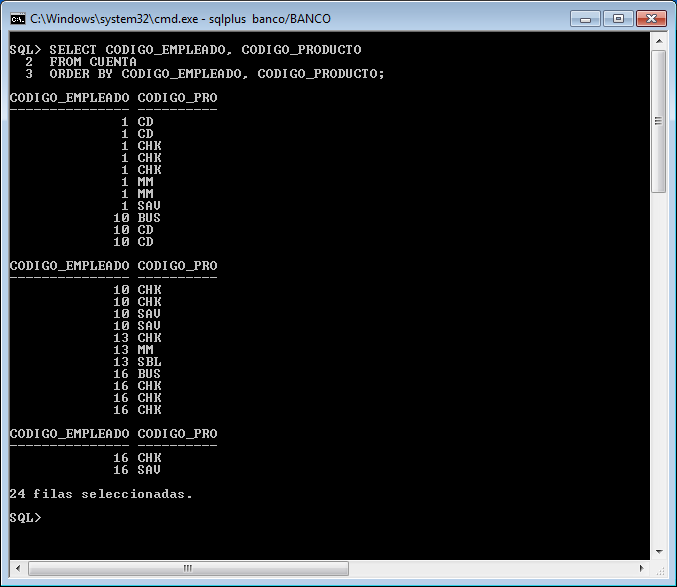 C:\Windows\system32\cmd.exe - sqlplus banco/BANCO
SQL> SELECT CODIGO_EMPLEADO, CODIGO_PRODUCTO
2 FROM CUENTA
3 ORDER BY CODIGO_EMPLEADO, CODIGO_PRODUCTO;
CODIGO_EMPLEADO CODIGO_PRO
--------------- ----------
1 CD
1 CD
1 CHK
1 CHK
1 CHK
1 MM
1 MM
1 SAV
10 BUS
10 CD
10 CD
CODIGO_EMPLEADO CODIGO_PRO
--------------- ----------
10 CHK
10 CHK
10 SAV
10 SAV
13 CHK
13 MM
13 SBL
16 BUS
16 CHK
16 CHK
16 CHK
CODIGO_EMPLEADO CODIGO_PRO
--------------- ----------
16 CHK
16 SAV
24 filas seleccionadas.
SQL>